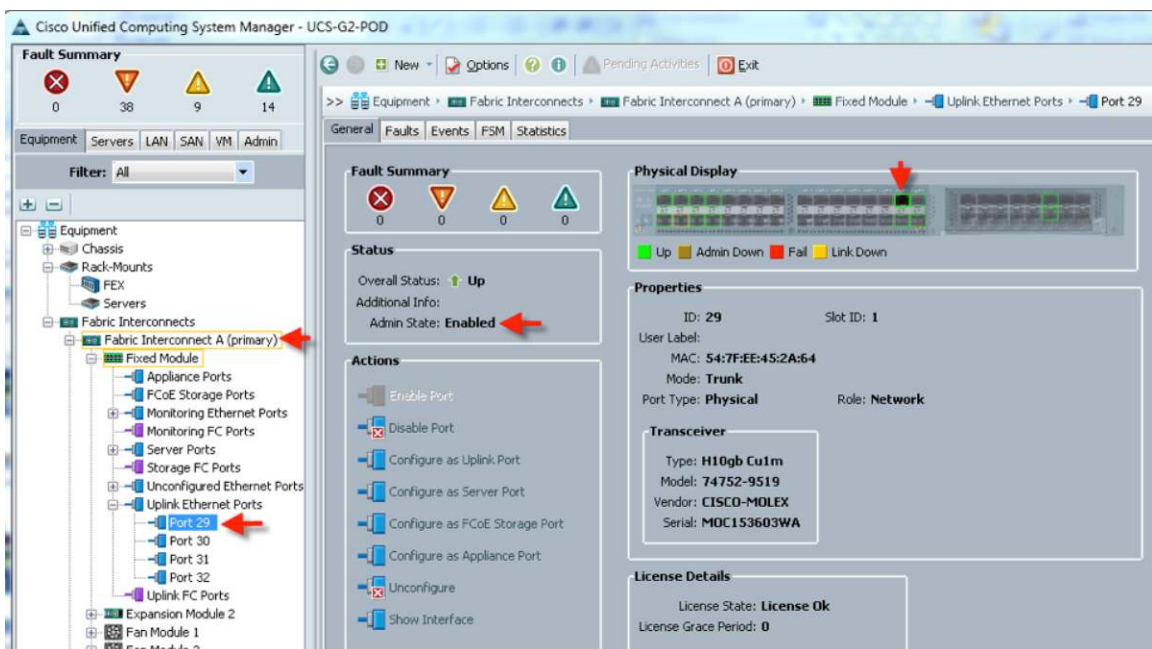 Cisco Unified Computing System Manager - UCS-G2-POD
Fault Summary
0 38 9 14
Equipment Servers LAN SAN VM Admin
Filter: All
Equipment
Chassis
Rack-Mounts
FEX
Servers
Fabric Interconnects
Fabric Interconnect A (primary)
Fixed Module
Appliance Ports
FCoE Storage Ports
Monitoring Ethernet Ports
Monitoring FC Ports
Server Ports
Storage FC Ports
Unconfigured Ethernet Ports
Uplink Ethernet Ports
Port 29
Port 30
Port 31
Port 32
Uplink FC Ports
Expansion Module 2
Fan Module 1
New Options Pending Activities Exit
>> Equipment Fabric Interconnects Fabric Interconnect A (primary) Fixed Module Uplink Ethernet Ports Port 29
General Faults Events FSM Statistics
Fault Summary
0 0 0 0
Status
Overall Status: Up
Additional Info:
Admin State: Enabled
Actions
Enable Port
Disable Port
Configure as Uplink Port
Configure as Server Port
Configure as FCoE Storage Port
Configure as Appliance Port
Unconfigure
Show Interface
Physical Display
Up Admin Down Fail Link Down
Properties
ID: 29 Slot ID: 1
User Label:
MAC: 54:7F:EE:45:2A:64
Mode: Trunk
Port Type: Physical Role: Network
Transceiver
Type: H10gb Cu1m
Model: 74752-9519
Vendor: CISCO-MOLEX
Serial: MOC153603WA
License Details
License State: License Ok
License Grace Period: 0